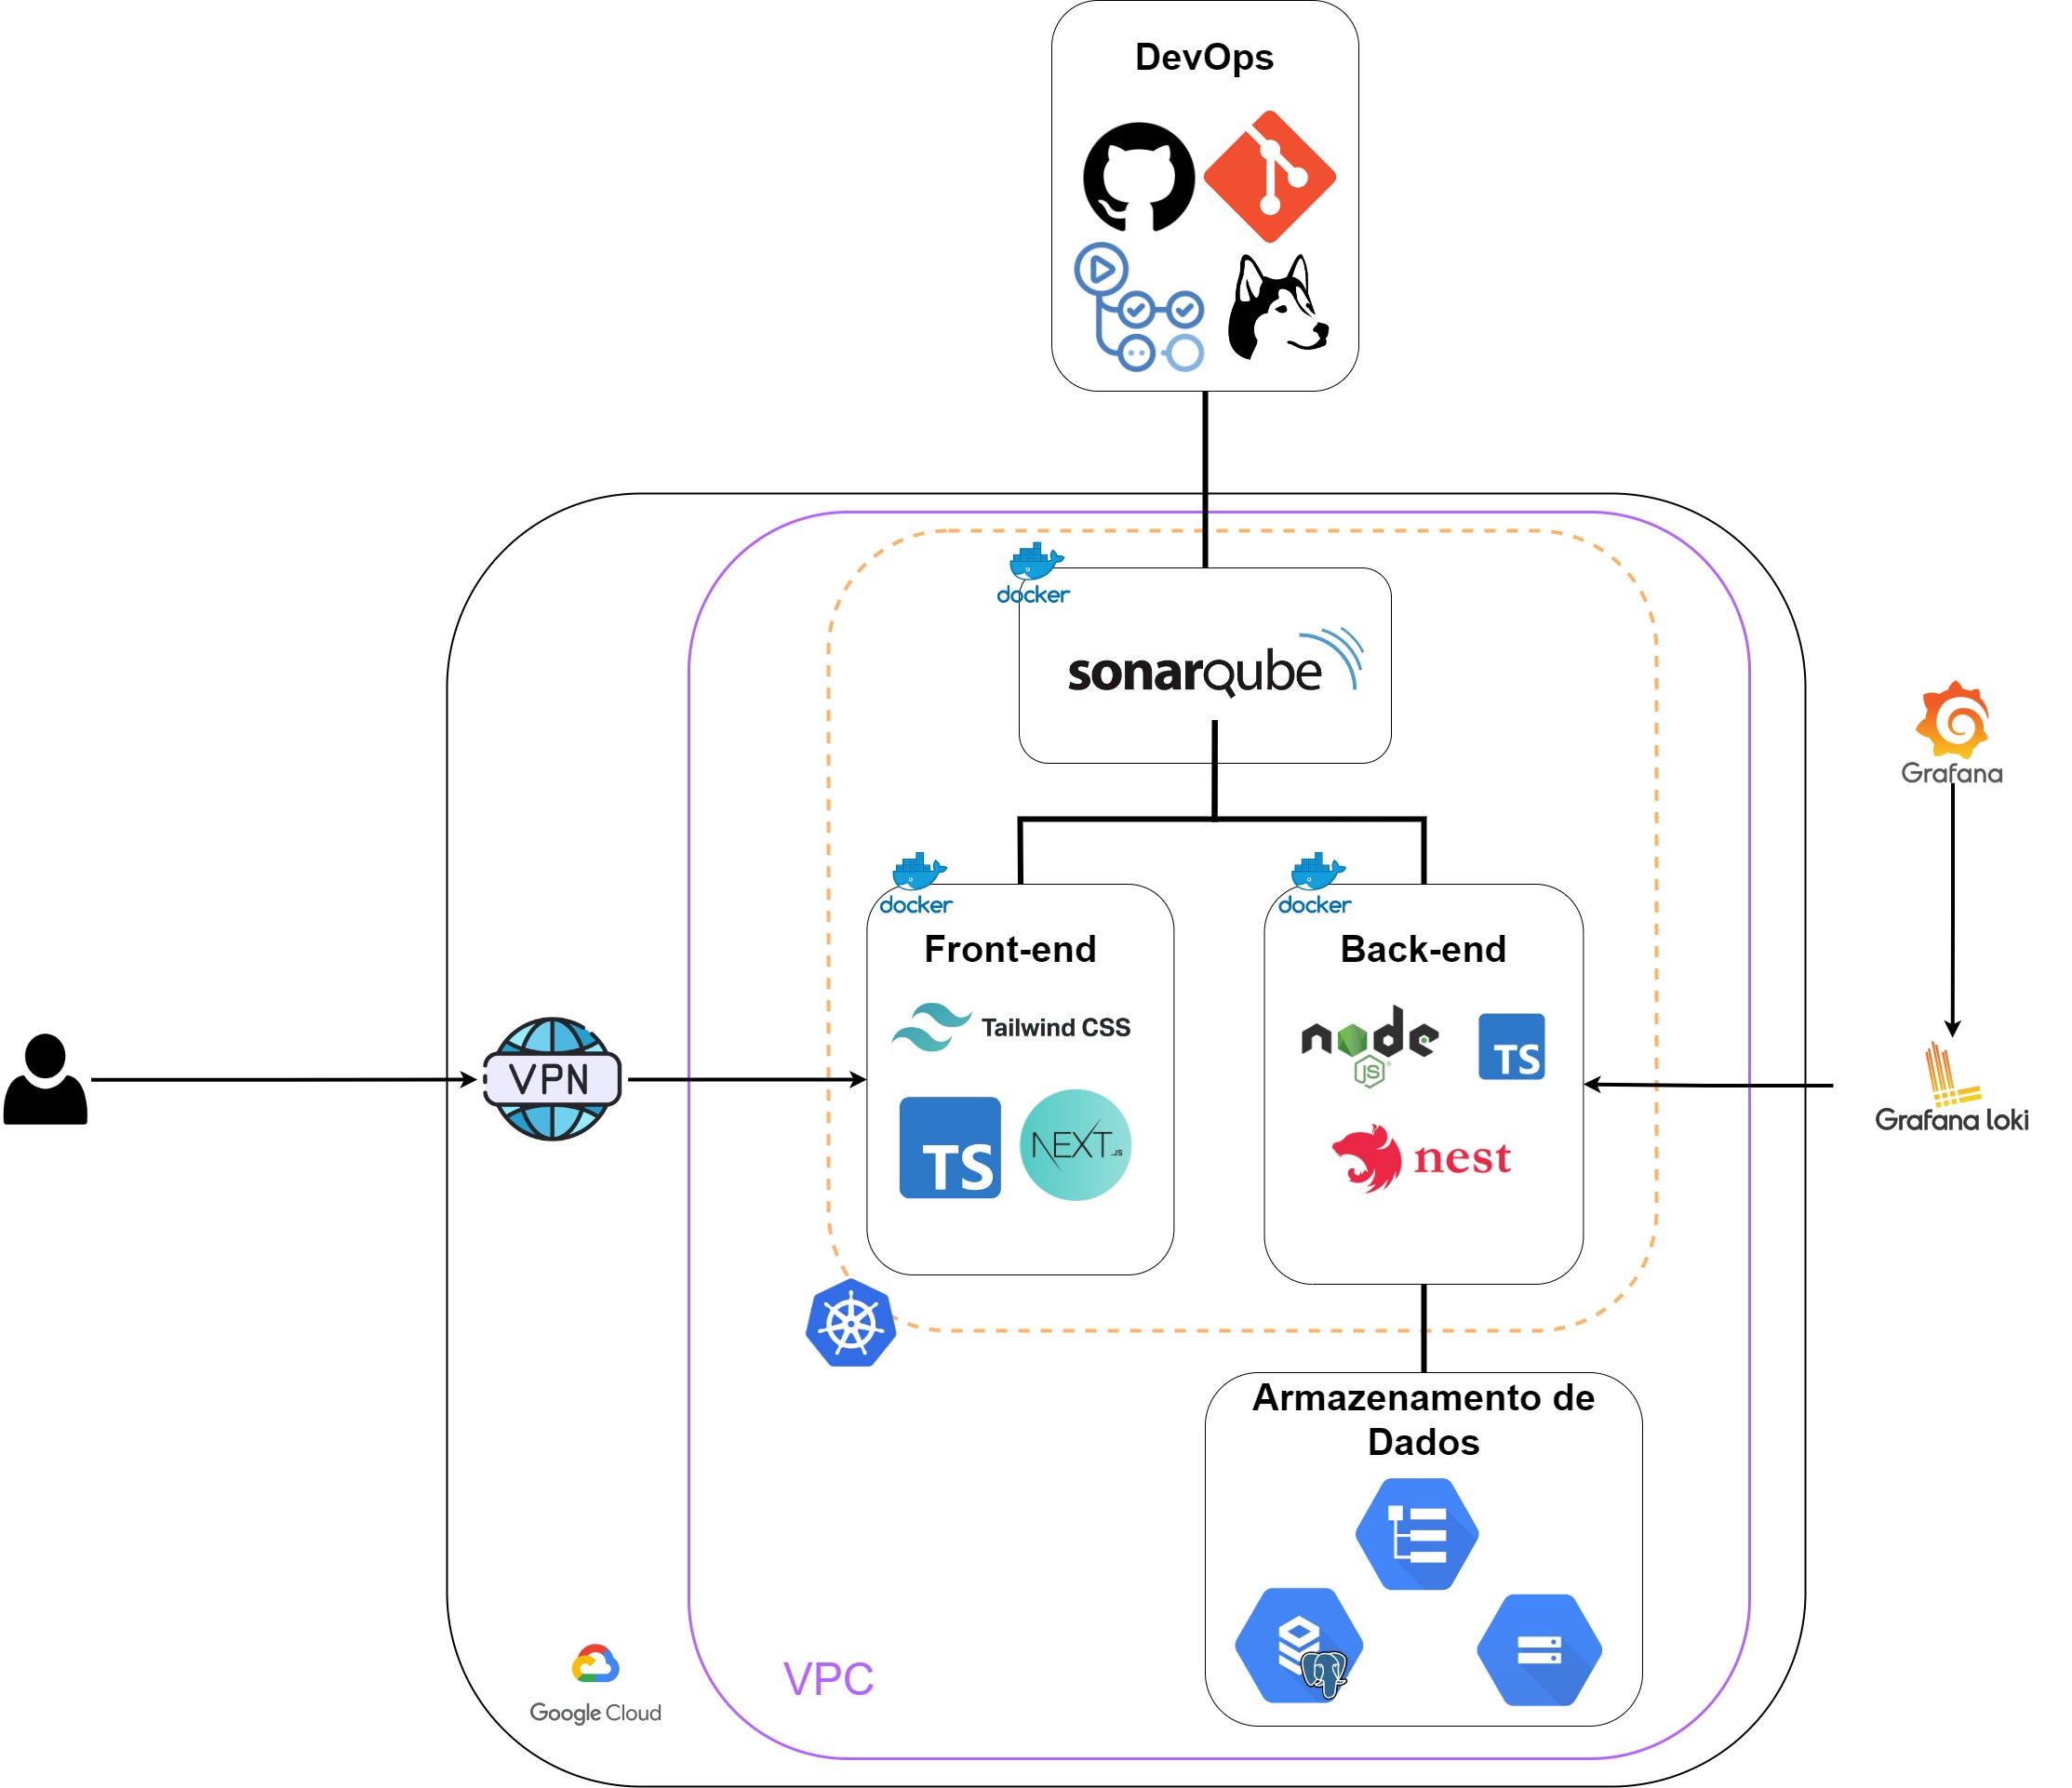 DevOps
docker
sonarqube
Grafana
docker
docker
Front-end
Back-end
Tailwind CSS
node
JS
TS
VPN
TS
NEXT.JS
nest
Grafana loki
Armazenamento de
Dados
VPC
Google Cloud